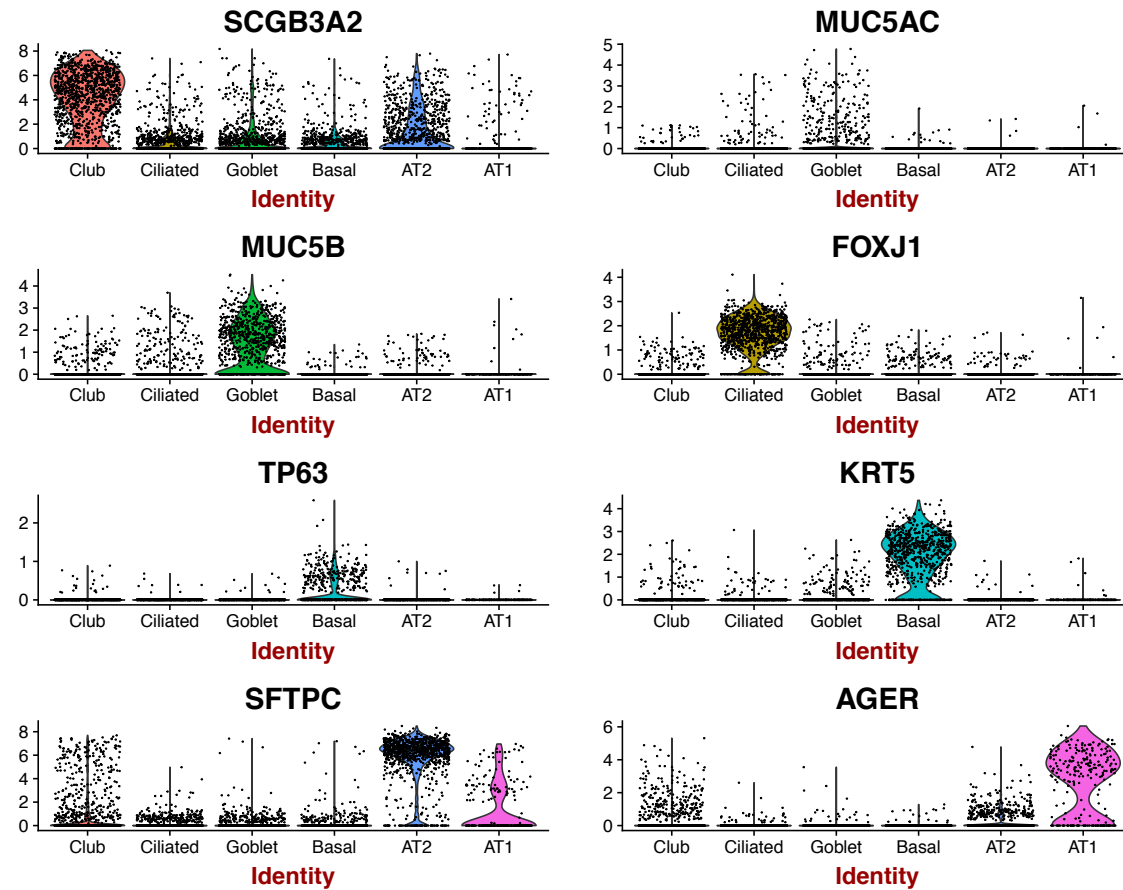 SCGB3A2
8
6
4
2
0
Club Ciliated Goblet Basal AT2 AT1
Identity
MUC5AC
5
4
3
2
1
0
Club Ciliated Goblet Basal AT2 AT1
Identity
MUC5B
4
3
2
1
0
Club Ciliated Goblet Basal AT2 AT1
Identity
FOXJ1
4
3
2
1
0
Club Ciliated Goblet Basal AT2 AT1
Identity
TP63
2
1
0
Club Ciliated Goblet Basal AT2 AT1
Identity
KRT5
4
3
2
1
0
Club Ciliated Goblet Basal AT2 AT1
Identity
SFTPC
8
6
4
2
0
Club Ciliated Goblet Basal AT2 AT1
Identity
AGER
6
4
2
0
Club Ciliated Goblet Basal AT2 AT1
Identity